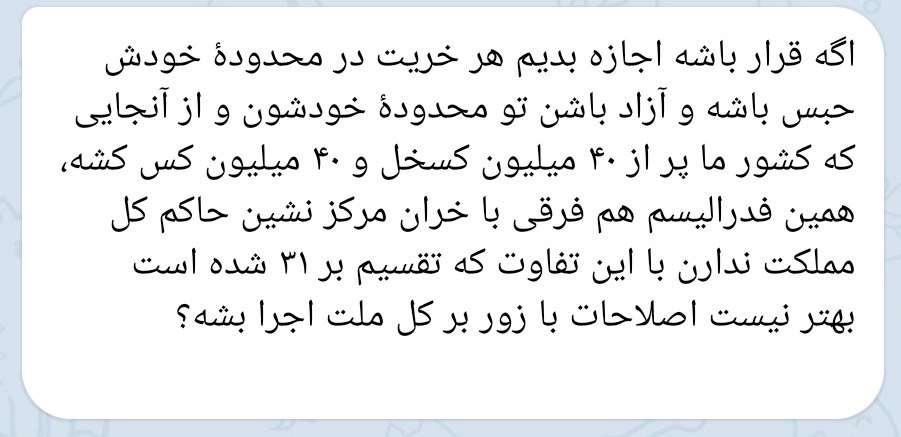 اگه قرار باشه اجازه بدیم هر خریت در محدودهٔ خودش
حبس باشه و آزاد باشن تو محدودهٔ خودشون و از آنجایی
که کشور ما پر از ۴۰ میلیون کسخل و ۴۰ میلیون کس کشه،
همین فدرالیسم هم فرقی با خران مرکز نشین حاکم کل
مملکت ندارن با این تفاوت که تقسیم بر ۳۱ شده است
بهتر نیست اصلاحات با زور بر کل ملت اجرا بشه؟